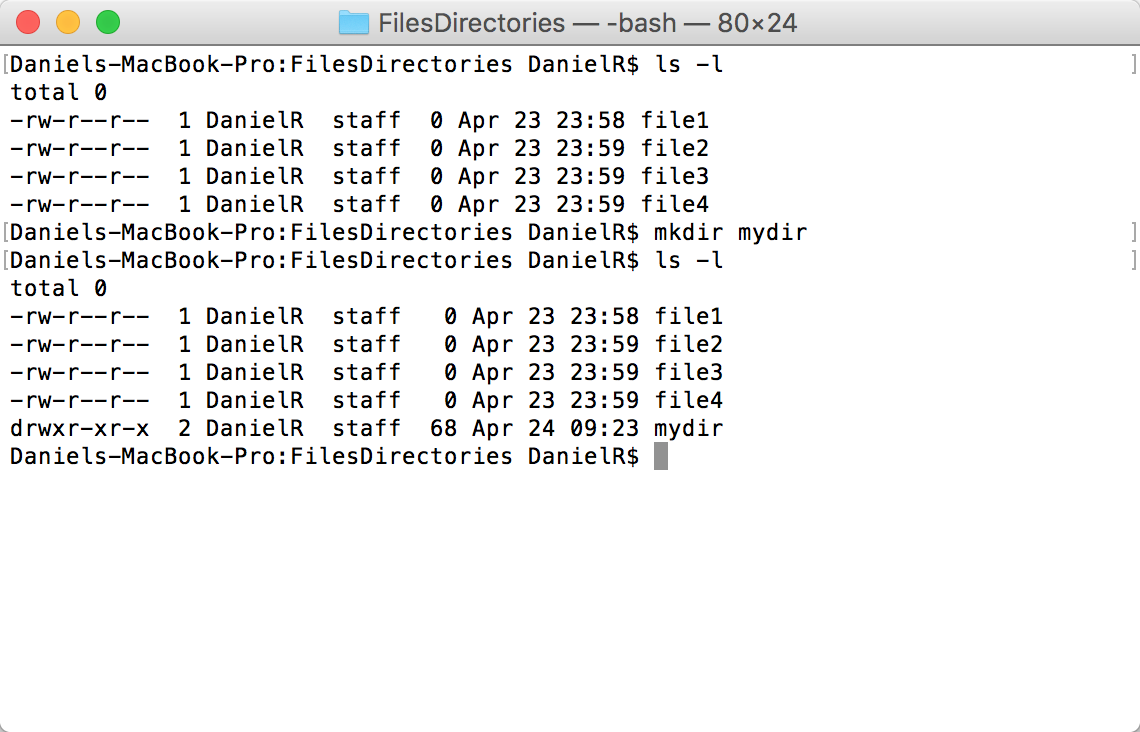 FilesDirectories — -bash — 80×24
[Daniels-MacBook-Pro:FilesDirectories DanielR$ ls -l ]
total 0
-rw-r--r--  1 DanielR  staff  0 Apr 23 23:58 file1
-rw-r--r--  1 DanielR  staff  0 Apr 23 23:59 file2
-rw-r--r--  1 DanielR  staff  0 Apr 23 23:59 file3
-rw-r--r--  1 DanielR  staff  0 Apr 23 23:59 file4
[Daniels-MacBook-Pro:FilesDirectories DanielR$ mkdir mydir ]
[Daniels-MacBook-Pro:FilesDirectories DanielR$ ls -l ]
total 0
-rw-r--r--  1 DanielR  staff   0 Apr 23 23:58 file1
-rw-r--r--  1 DanielR  staff   0 Apr 23 23:59 file2
-rw-r--r--  1 DanielR  staff   0 Apr 23 23:59 file3
-rw-r--r--  1 DanielR  staff   0 Apr 23 23:59 file4
drwxr-xr-x  2 DanielR  staff  68 Apr 24 09:23 mydir
Daniels-MacBook-Pro:FilesDirectories DanielR$